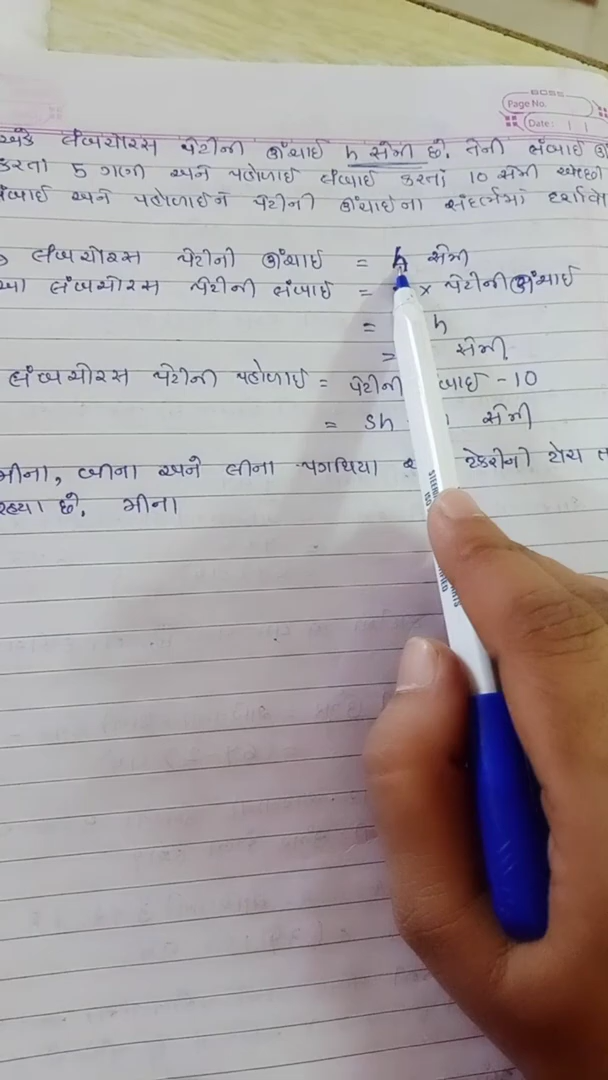 BOSS
Page No.
Date:
લંબચોરસ પેટીની ઊંચાઈ h સેમી છે. તેની લંબાઈ
કરતાં 5 ગણી અને પહોળાઈ લંબાઈ કરતાં 10 સેમી ઓછી
લંબાઈ અને પહોળાઈને પેટીની ઊંચાઈના સંદર્ભમાં દર્શાવો
લંબચોરસ પેટીની ઊંચાઈ = h સેમી
આ લંબચોરસ પેટીની લંબાઈ = × પેટીની ઊંચાઈ
= h
= સેમી
લંબચોરસ પેટીની પહોળાઈ = પેટીની - 10
= 5h સેમી
મીના, બીના અને લીના પગથિયા ટેકરીની ટોચ
રહ્યા છે. મીના